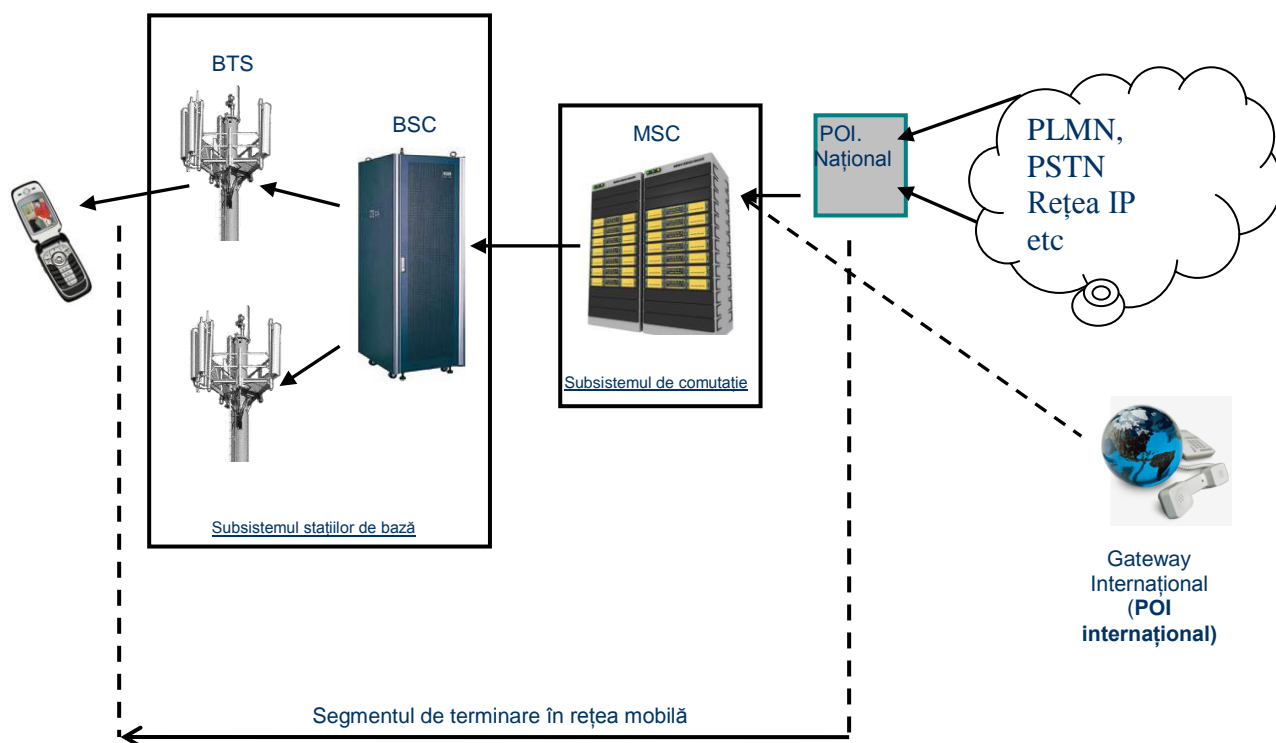 BTS
BSC
MSC
POI.
Național
PLMN,
PSTN
Rețea IP
etc
Subsistemul de comutație
Subsistemul stațiilor de bază
Gateway
Internațional
(POI
internațional)
Segmentul de terminare în rețea mobilă